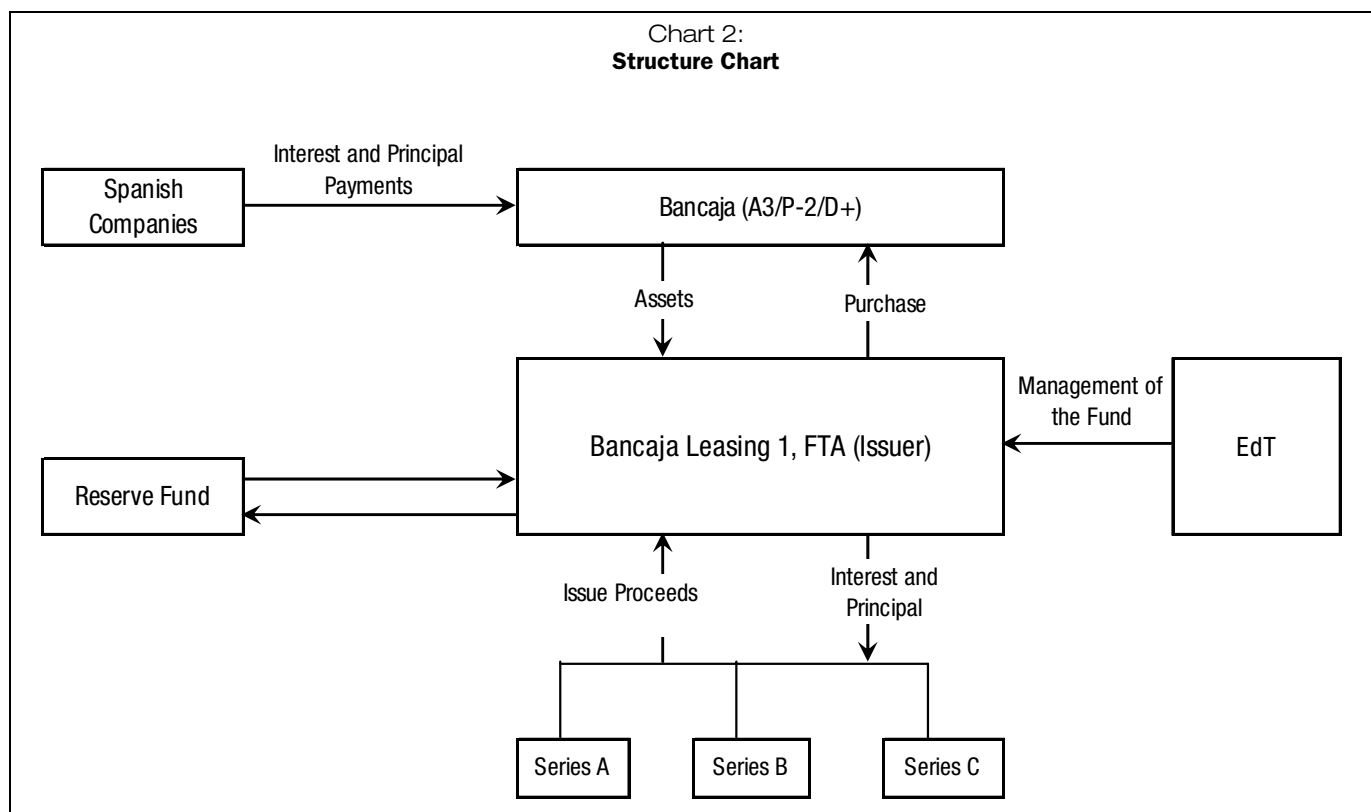 Chart 2:
Structure Chart
Interest and Principal
Payments
Spanish
Companies
Bancaja (A3/P-2/D+)
Assets
Purchase
Management of
the Fund
Bancaja Leasing 1, FTA (Issuer)
EdT
Reserve Fund
Issue Proceeds
Interest and
Principal
Series A
Series B
Series C